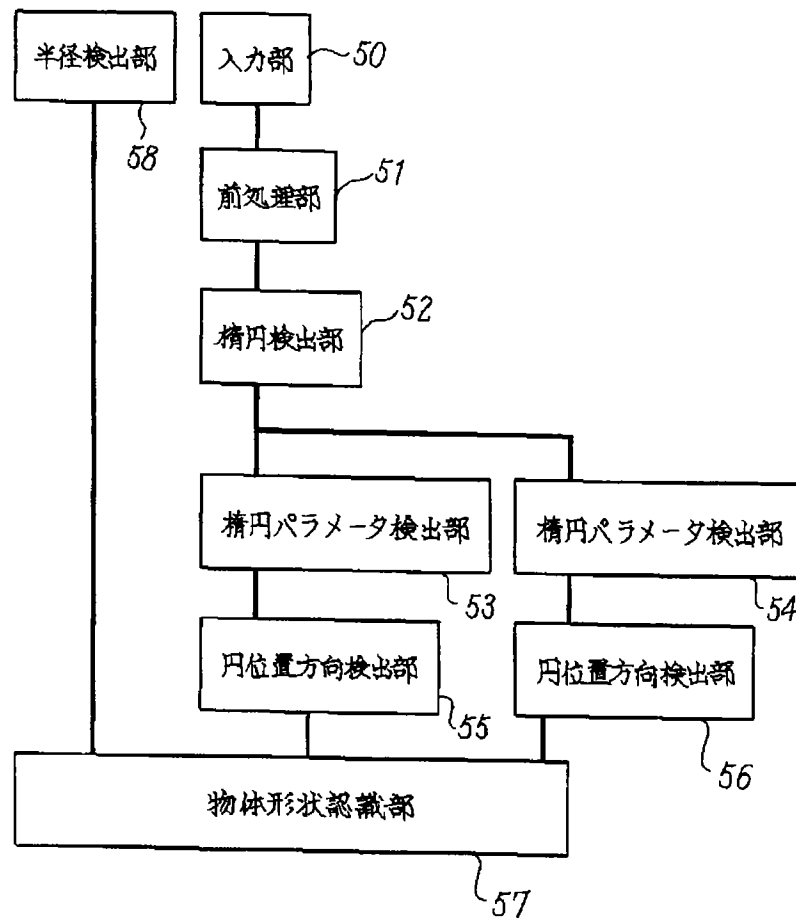 半径検出部
58
入力部
50
前処理部
51
楕円検出部
52
楕円パラメータ検出部
53
楕円パラメータ検出部
54
円位置方向検出部
55
円位置方向検出部
56
物体形状認識部
57